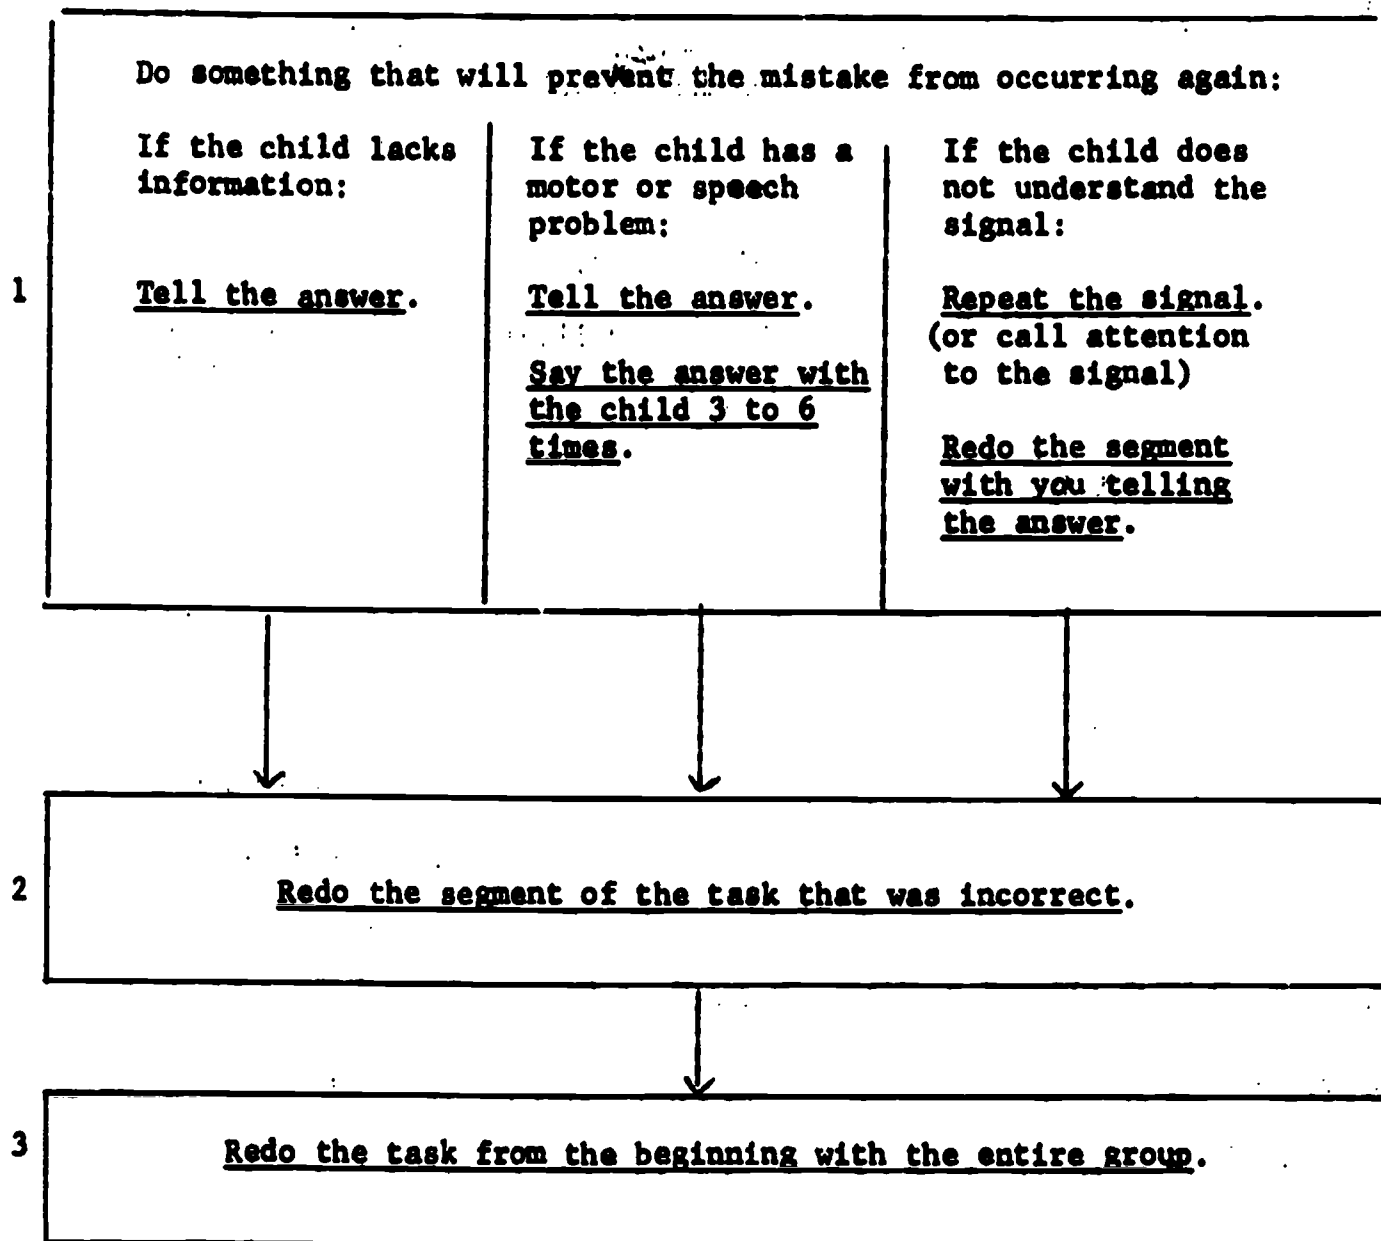 Do something that will prevent the mistake from occurring again:
If the child lacks
information:
Tell the answer.
If the child has a
motor or speech
problem:
Tell the answer.
Say the answer with
the child 3 to 6
times.
If the child does
not understand the
signal:
Repeat the signal.
(or call attention
to the signal)
Redo the segment
with you telling
the answer.
1
2
Redo the segment of the task that was incorrect.
3
Redo the task from the beginning with the entire group.